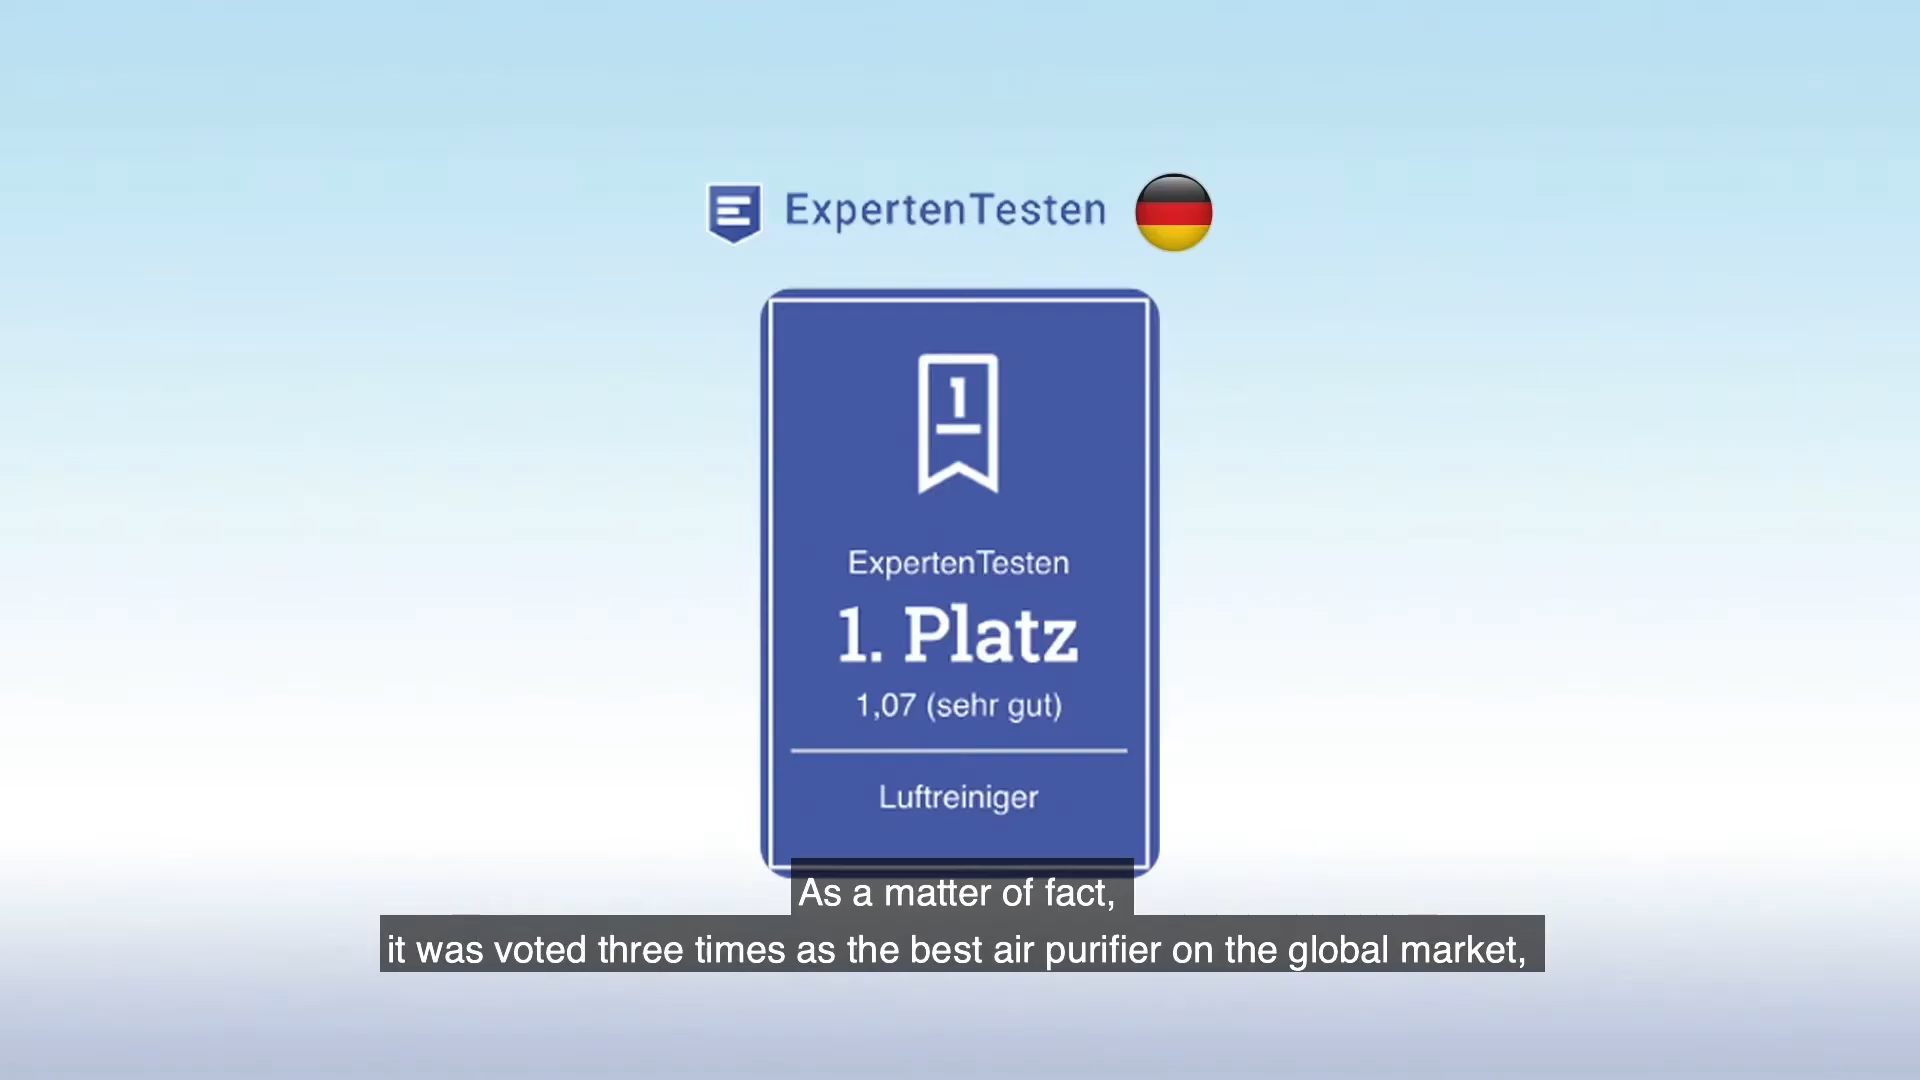 ExpertenTesten
1
ExpertenTesten
1. Platz
1,07 (sehr gut)
Luftreiniger
As a matter of fact,
it was voted three times as the best air purifier on the global market,